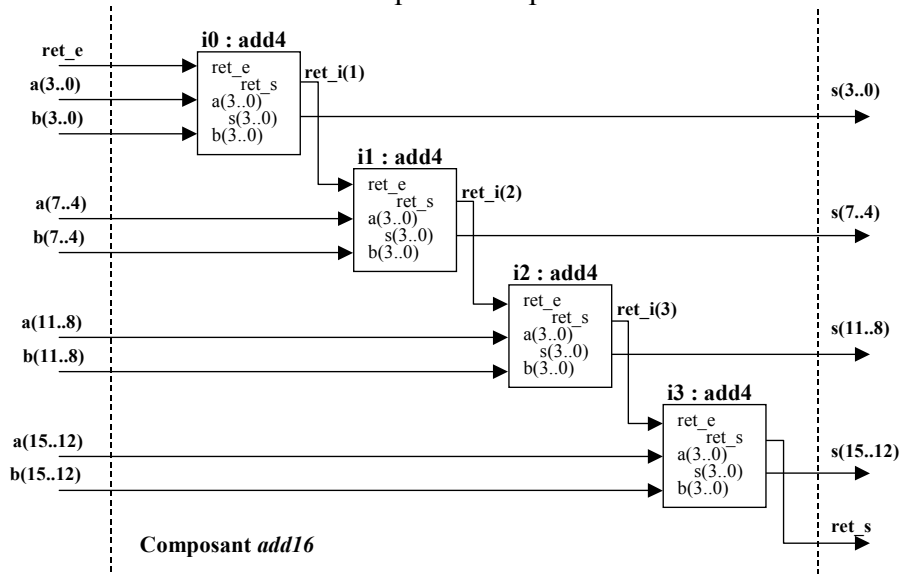 i0 : add4
ret_e
ret_e
ret_i(1)
ret_s
a(3..0)
a(3..0)
s(3..0)
s(3..0)
b(3..0)
b(3..0)
i1 : add4
ret_e
ret_i(2)
ret_s
a(7..4)
a(3..0)
s(7..4)
s(3..0)
b(7..4)
b(3..0)
i2 : add4
ret_e
ret_i(3)
ret_s
a(11..8)
a(3..0)
s(11..8)
s(3..0)
b(11..8)
b(3..0)
i3 : add4
ret_e
ret_s
a(15..12)
a(3..0)
s(15..12)
s(3..0)
b(15..12)
b(3..0)
ret_s
Composant add16